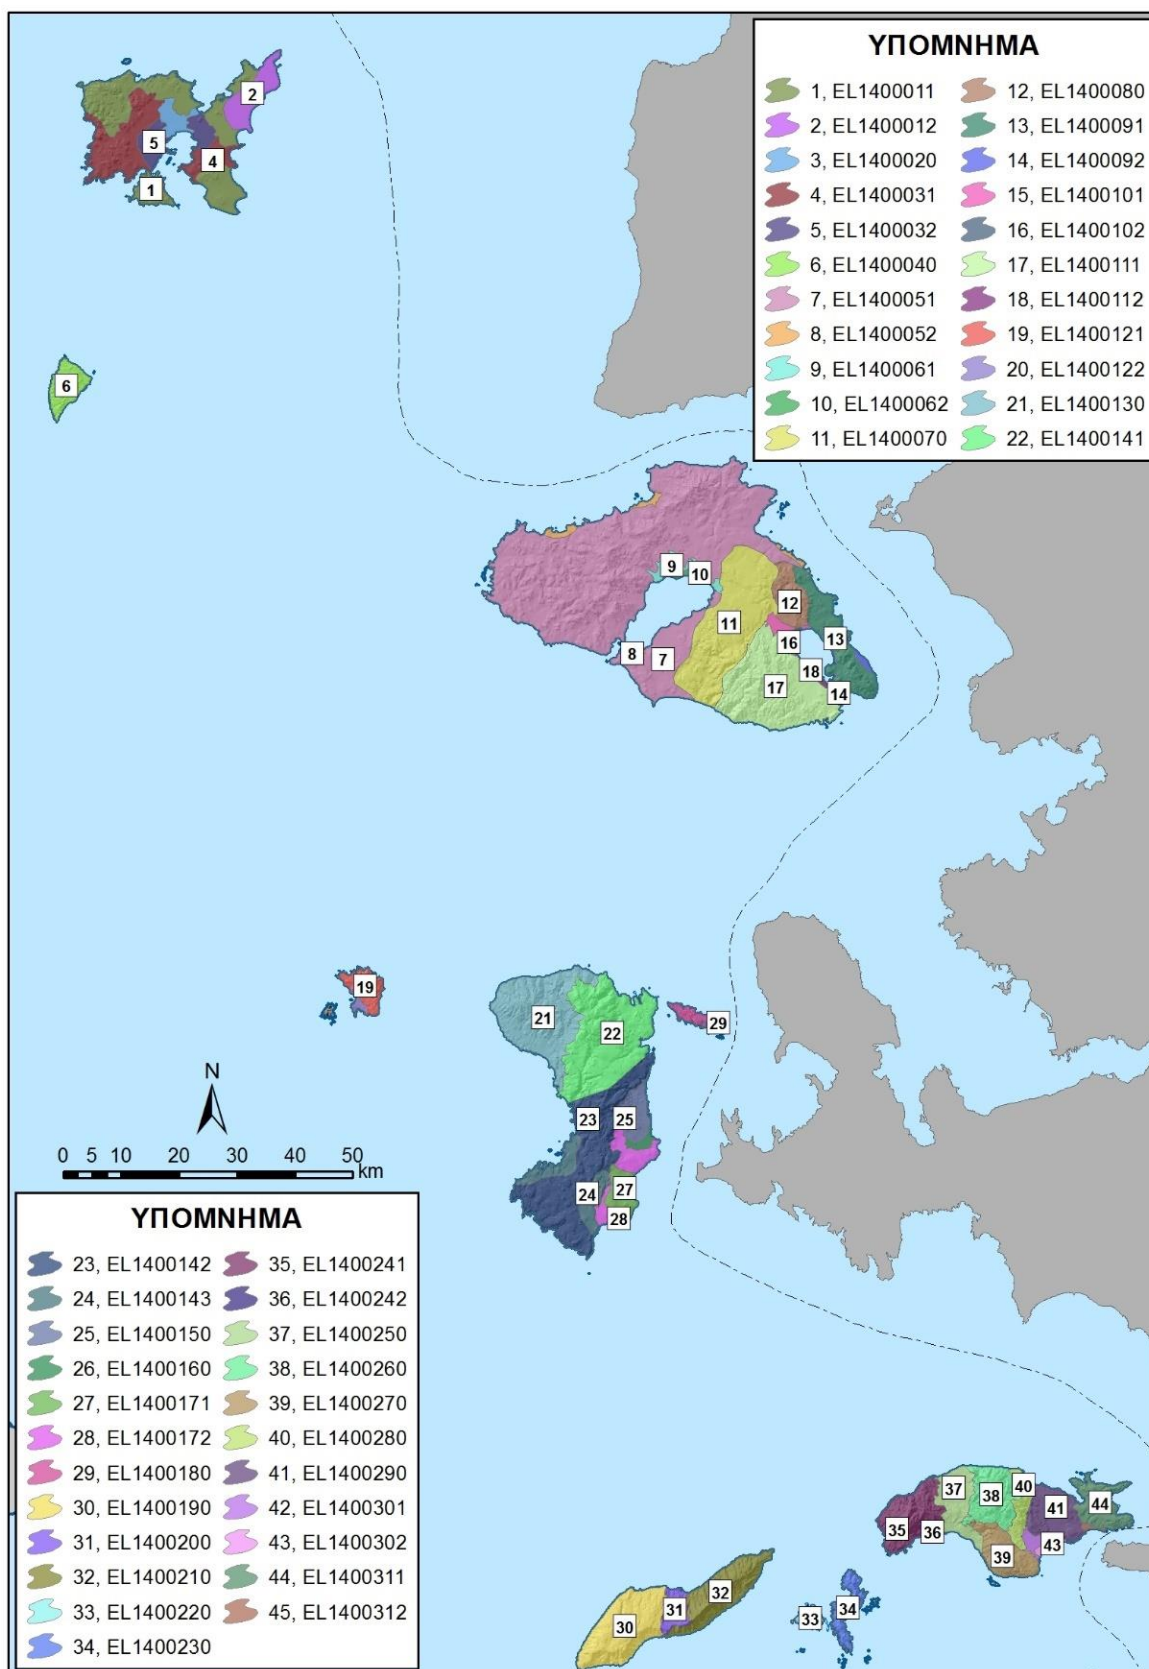 ΥΠΟΜΝΗΜΑ
1, EL1400011
2, EL1400012
3, EL1400020
4, EL1400031
5, EL1400032
6, EL1400040
7, EL1400051
8, EL1400052
9, EL1400061
10, EL1400062
11, EL1400070
12, EL1400080
13, EL1400091
14, EL1400092
15, EL1400101
16, EL1400102
17, EL1400111
18, EL1400112
19, EL1400121
20, EL1400122
21, EL1400130
22, EL1400141
2
5
4
1
6
9
10
12
11
13
16
8
7
18
17
14
19
21
29
22
N
23
25
0 5 10 20 30 40 50
km
24
27
28
ΥΠΟΜΝΗΜΑ
23, EL1400142
24, EL1400143
25, EL1400150
26, EL1400160
27, EL1400171
28, EL1400172
29, EL1400180
30, EL1400190
31, EL1400200
32, EL1400210
33, EL1400220
34, EL1400230
35, EL1400241
36, EL1400242
37, EL1400250
38, EL1400260
39, EL1400270
40, EL1400280
41, EL1400290
42, EL1400301
43, EL1400302
44, EL1400311
45, EL1400312
37
38
40
41
44
35
36
43
39
32
31
30
33
34